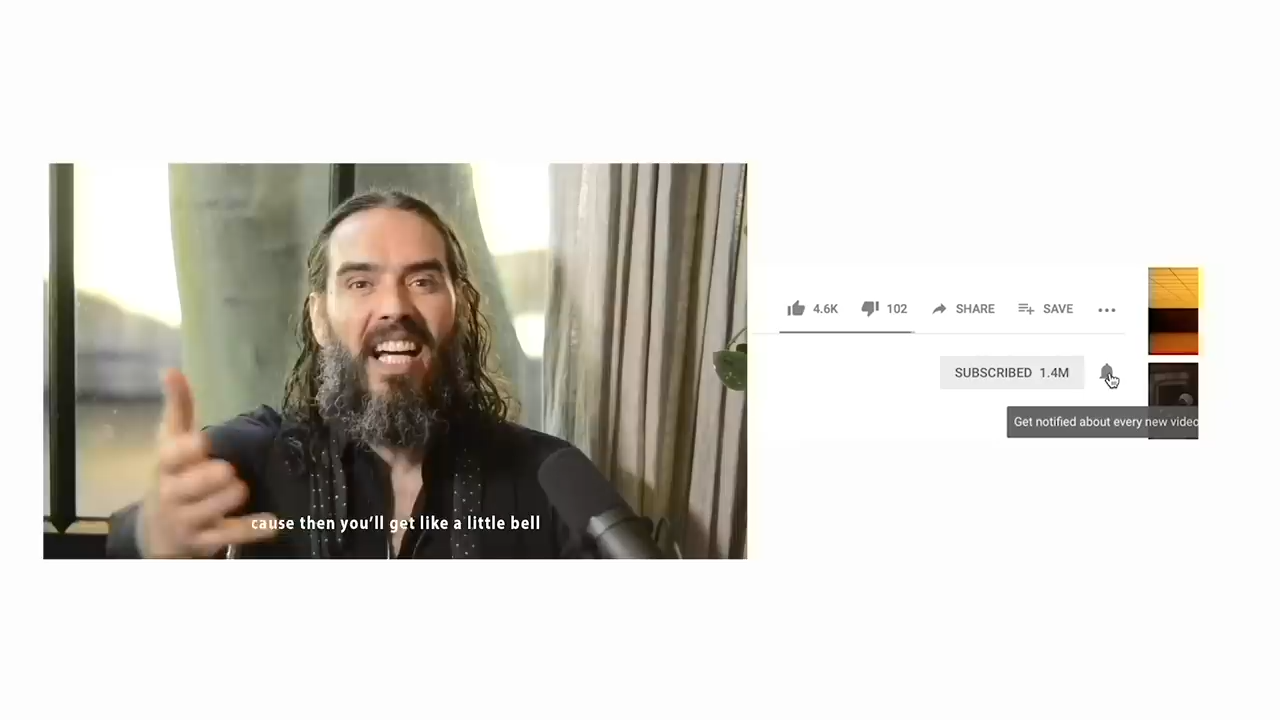 cause then you'll get like a little bell
4.6K 102 SHARE SAVE
SUBSCRIBED 1.4M
Get notified about every new video